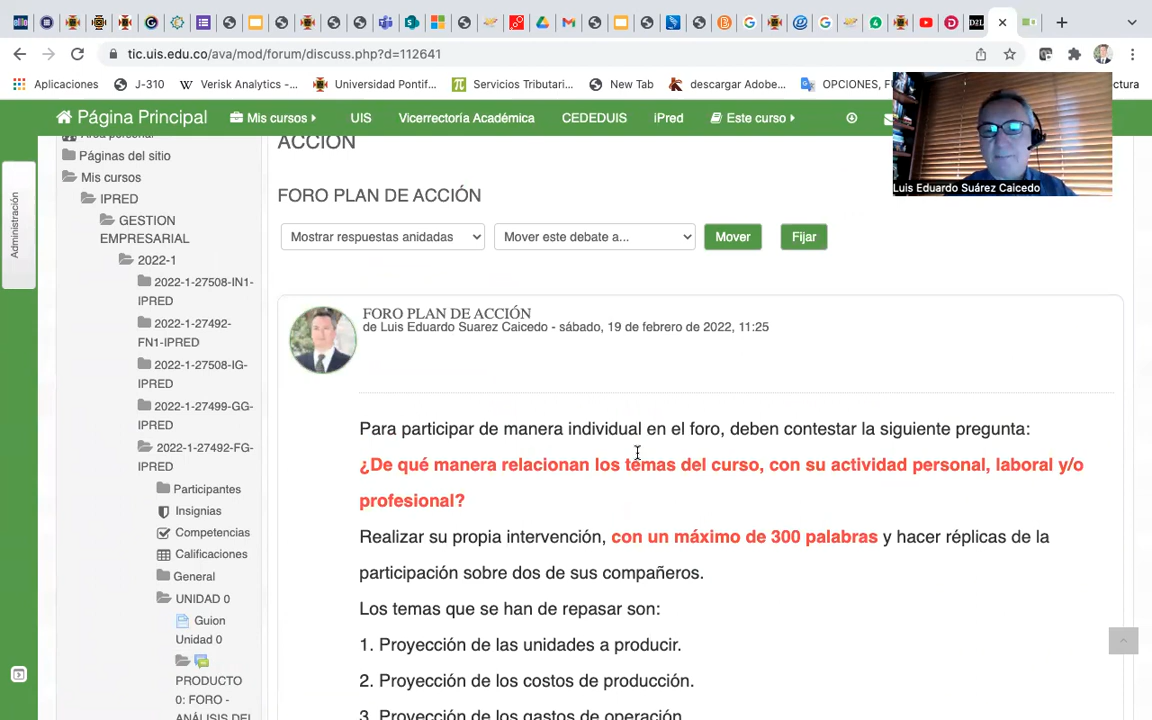 tic.uis.edu.co/ava/mod/forum/discuss.php?d=112641
Aplicaciones
J-310
Verisk Analytics -...
Universidad Pontif...
Servicios Tributari...
New Tab
descargar Adobe...
OPCIONES, FU
ctura
Página Principal
Mis cursos
UIS
Vicerrectoría Académica
CEDEDUIS
iPred
Este curso
Luis Eduardo Suárez Caicedo
Administración
Área personal
Páginas del sitio
Mis cursos
IPRED
GESTION
EMPRESARIAL
2022-1
2022-1-27508-IN1-
IPRED
2022-1-27492-
FN1-IPRED
2022-1-27508-IG-
IPRED
2022-1-27499-GG-
IPRED
2022-1-27492-FG-
IPRED
Participantes
Insignias
Competencias
Calificaciones
General
UNIDAD 0
Guion
Unidad 0
PRODUCTO
0: FORO -
ANÁLISIS DEL
ACCIÓN
FORO PLAN DE ACCIÓN
Mostrar respuestas anidadas
Mover este debate a...
Mover
Fijar
FORO PLAN DE ACCIÓN
de Luis Eduardo Suarez Caicedo - sábado, 19 de febrero de 2022, 11:25
Para participar de manera individual en el foro, deben contestar la siguiente pregunta:
¿De qué manera relacionan los temas del curso, con su actividad personal, laboral y/o
profesional?
Realizar su propia intervención, con un máximo de 300 palabras y hacer réplicas de la
participación sobre dos de sus compañeros.
Los temas que se han de repasar son:
1. Proyección de las unidades a producir.
2. Proyección de los costos de producción.
3. Proyección de los gastos de operación.